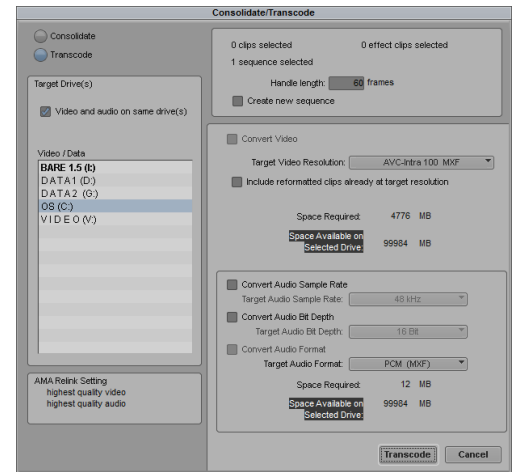 Consolidate/Transcode
Consolidate
Transcode
Target Drive(s)
Video and audio on same drive(s)
Video / Data
BARE 1.5 (I:)
DATA1 (D:)
DATA2 (G:)
OS (C:)
VIDEO (V:)
AMA Relink Setting
highest quality video
highest quality audio
0 clips selected 0 effect clips selected
1 sequence selected
Handle length: 60 frames
Create new sequence
Convert Video
Target Video Resolution: AVC-Intra 100 MXF
Include reformatted clips already at target resolution
Space Required: 4776 MB
Space Available on
Selected Drive: 99984 MB
Convert Audio Sample Rate
Target Audio Sample Rate: 48 kHz
Convert Audio Bit Depth
Target Audio Bit Depth: 16 Bit
Convert Audio Format
Target Audio Format: PCM (MXF)
Space Required: 12 MB
Space Available on
Selected Drive: 99984 MB
Transcode Cancel